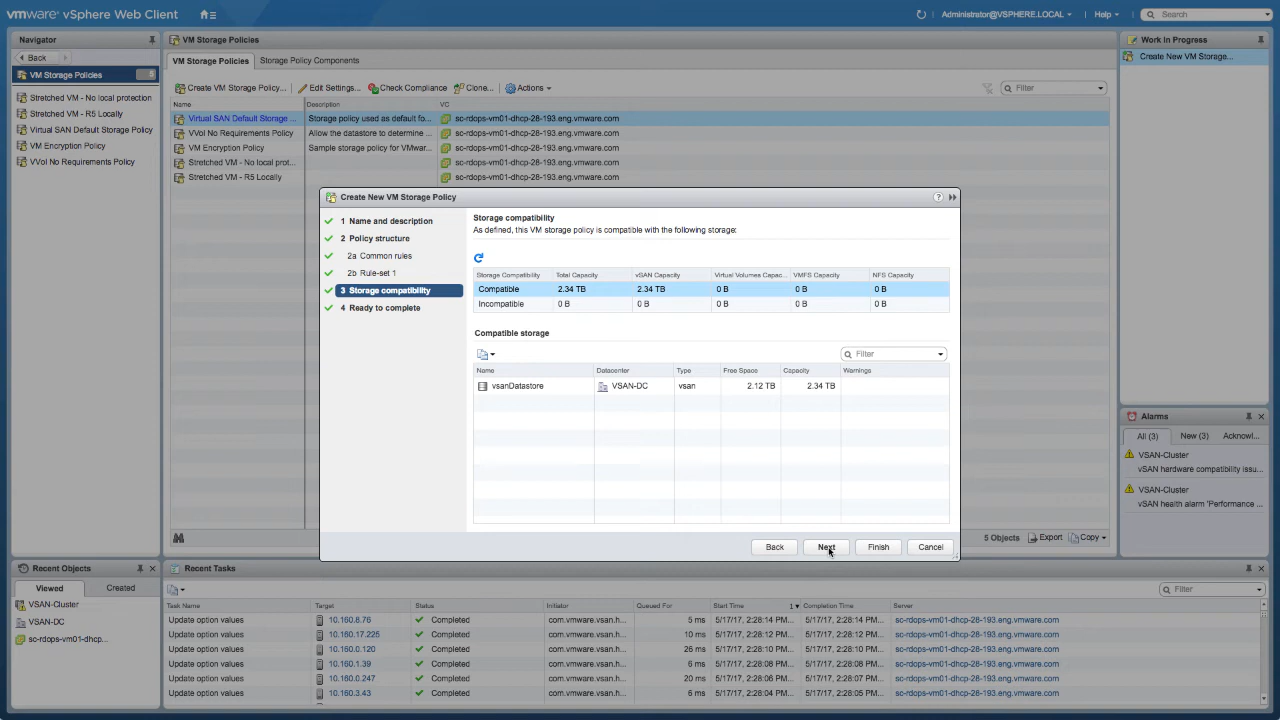 vmware® vSphere Web Client
Administrator@VSPHERE.LOCAL
Help
Search
Navigator
Back
VM Storage Policies
5
Stretched VM - No local protection
Stretched VM - R5 Locally
Virtual SAN Default Storage Policy
VM Encryption Policy
VVol No Requirements Policy
VM Storage Policies
VM Storage Policies
Storage Policy Components
Create VM Storage Policy...
Edit Settings...
Check Compliance
Clone...
Actions
Filter
Name Description VC
Virtual SAN Default Storage ... Storage policy used as default fo... sc-rdops-vm01-dhcp-28-193.eng.vmware.com
VVol No Requirements Policy Allow the datastore to determine ... sc-rdops-vm01-dhcp-28-193.eng.vmware.com
VM Encryption Policy Sample storage policy for VMwar... sc-rdops-vm01-dhcp-28-193.eng.vmware.com
Stretched VM - No local prot... sc-rdops-vm01-dhcp-28-193.eng.vmware.com
Stretched VM - R5 Locally sc-rdops-vm01-dhcp-28-193.eng.vmware.com
Create New VM Storage Policy
?
1 Name and description
2 Policy structure
2a Common rules
2b Rule-set 1
3 Storage compatibility
4 Ready to complete
Storage compatibility
As defined, this VM storage policy is compatible with the following storage:
Storage Compatibility Total Capacity vSAN Capacity Virtual Volumes Capac... VMFS Capacity NFS Capacity
Compatible 2.34 TB 2.34 TB 0 B 0 B 0 B
Incompatible 0 B 0 B 0 B 0 B 0 B
Compatible storage
Filter
Name Datacenter Type Free Space Capacity Warnings
vsanDatastore VSAN-DC vsan 2.12 TB 2.34 TB
Back
Next
Finish
Cancel
5 Objects
Export
Copy
Work In Progress
Create New VM Storage...
Alarms
All (3)
New (3)
Acknowl...
VSAN-Cluster
vSAN hardware compatibility issu...
VSAN-Cluster
vSAN health alarm 'Performance ...
Recent Objects
Viewed
Created
VSAN-Cluster
VSAN-DC
sc-rdops-vm01-dhcp...
Recent Tasks
Filter
Task Name Target Status Initiator Queued For Start Time 1 Completion Time Server
Update option values 10.160.8.76 Completed com.vmware.vsan.h... 5 ms 5/17/17, 2:28:14 PM... 5/17/17, 2:28:14 PM... sc-rdops-vm01-dhcp-28-193.eng.vmware.com
Update option values 10.160.17.225 Completed com.vmware.vsan.h... 10 ms 5/17/17, 2:28:12 PM... 5/17/17, 2:28:12 PM... sc-rdops-vm01-dhcp-28-193.eng.vmware.com
Update option values 10.160.0.120 Completed com.vmware.vsan.h... 26 ms 5/17/17, 2:28:10 PM... 5/17/17, 2:28:10 PM... sc-rdops-vm01-dhcp-28-193.eng.vmware.com
Update option values 10.160.1.39 Completed com.vmware.vsan.h... 6 ms 5/17/17, 2:28:08 PM... 5/17/17, 2:28:08 PM... sc-rdops-vm01-dhcp-28-193.eng.vmware.com
Update option values 10.160.0.247 Completed com.vmware.vsan.h... 20 ms 5/17/17, 2:28:06 PM... 5/17/17, 2:28:07 PM... sc-rdops-vm01-dhcp-28-193.eng.vmware.com
Update option values 10.160.3.43 Completed com.vmware.vsan.h... 6 ms 5/17/17, 2:28:04 PM... 5/17/17, 2:28:05 PM... sc-rdops-vm01-dhcp-28-193.eng.vmware.com